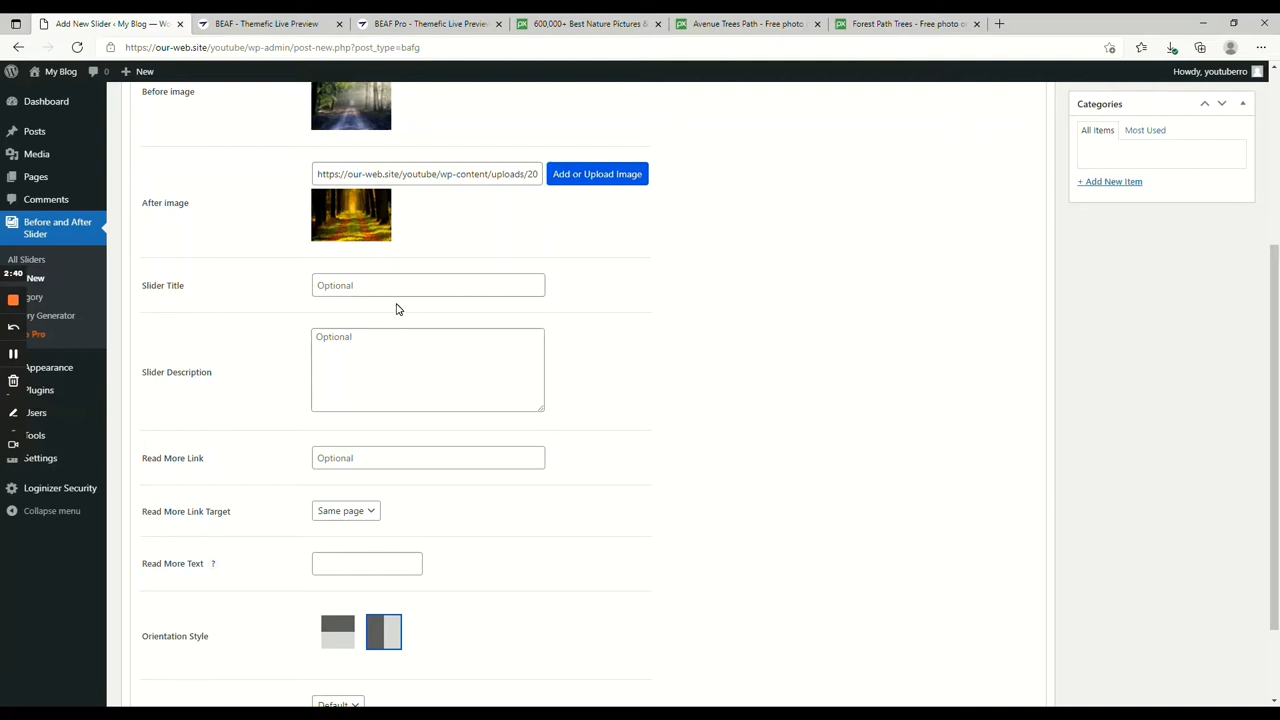 Add New Slider ‹ My Blog — Wo
BEAF - Themefic Live Preview
BEAF Pro - Themefic Live Preview
600,000+ Best Nature Pictures &
Avenue Trees Path - Free photo o
Forest Path Trees - Free photo o
https://our-web.site/youtube/wp-admin/post-new.php?post_type=bafg
My Blog
0
New
Howdy, youtuberro
Dashboard
Posts
Media
Pages
Comments
Before and After
Slider
All Sliders
2:40
New
gory
ry Generator
Pro
Appearance
Plugins
Users
Tools
Settings
Loginizer Security
Collapse menu
Before image
After image
https://our-web.site/youtube/wp-content/uploads/20
Add or Upload Image
Slider Title
Optional
Slider Description
Optional
Read More Link
Optional
Read More Link Target
Same page
Read More Text ?
Orientation Style
Default
Categories
All Items
Most Used
+ Add New Item